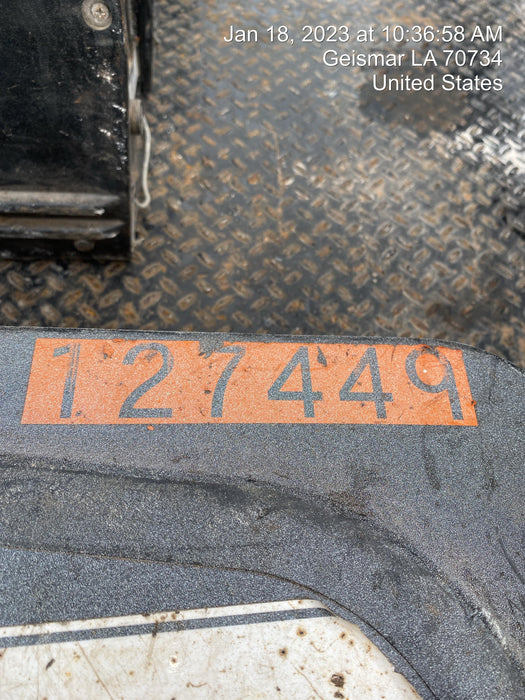 Jan 18, 2023 at 10:36:58 AM
Geismar LA 70734
United States
127449